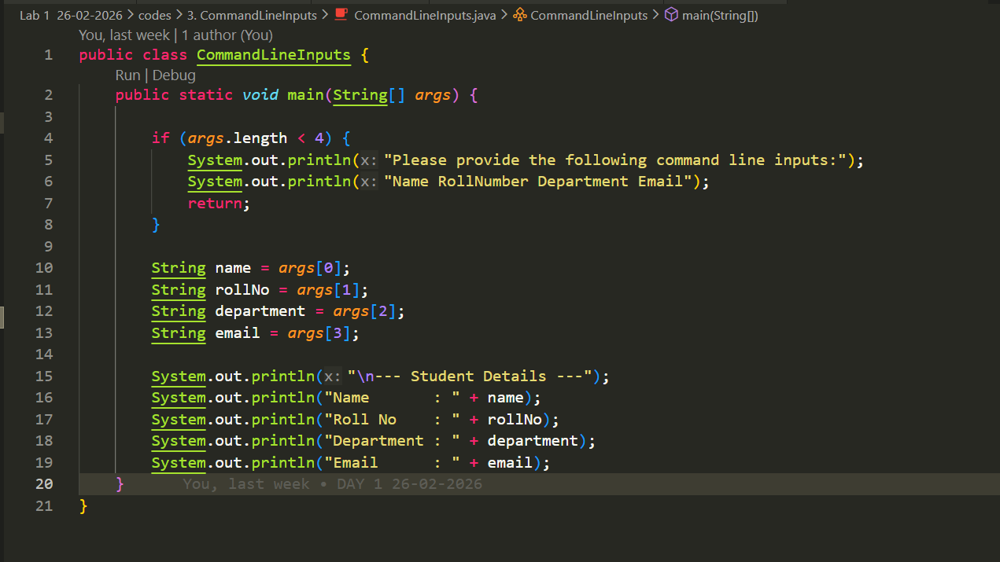 Lab 1 26-02-2026 > codes > 3. CommandLineInputs > CommandLineInputs.java > CommandLineInputs > main(String[])
You, last week | 1 author (You)
1 public class CommandLineInputs {
Run | Debug
2 public static void main(String[] args) {
3
4 if (args.length < 4) {
5 System.out.println(x: "Please provide the following command line inputs:");
6 System.out.println(x: "Name RollNumber Department Email");
7 return;
8 }
9
10 String name = args[0];
11 String rollNo = args[1];
12 String department = args[2];
13 String email = args[3];
14
15 System.out.println(x: "\n--- Student Details ---");
16 System.out.println("Name       : " + name);
17 System.out.println("Roll No    : " + rollNo);
18 System.out.println("Department : " + department);
19 System.out.println("Email      : " + email);
20 } You, last week • DAY 1 26-02-2026
21 }